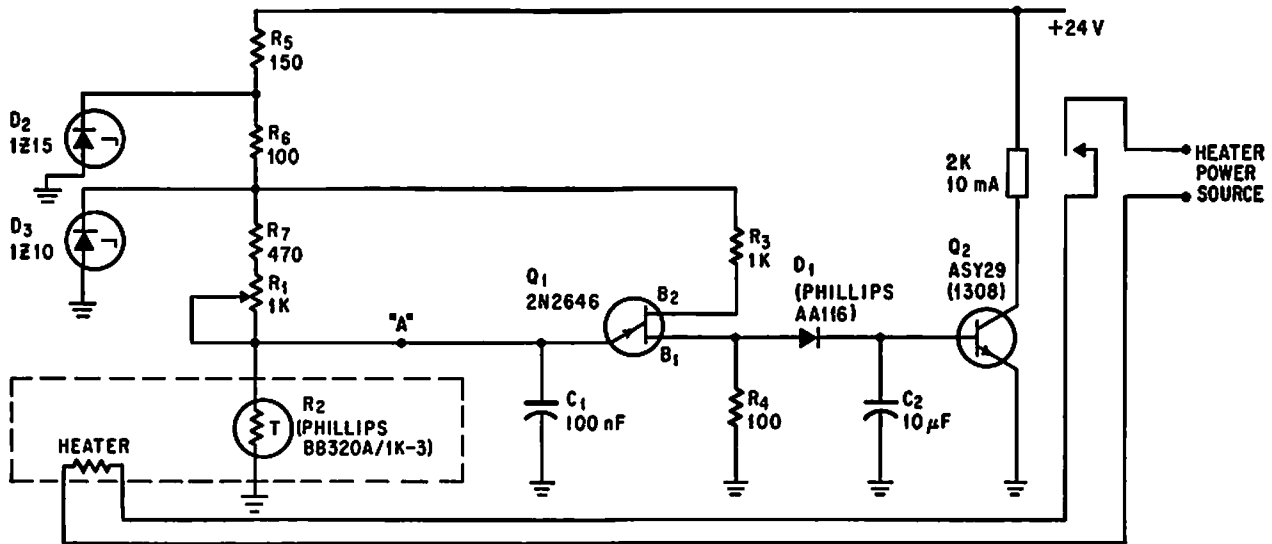 R5
150
+24 V
D2
1Z15
R6
100
2K
10 mA
HEATER
POWER
SOURCE
D3
1Z10
R7
470
R3
1K
R1
1K
Q1
2N2646
B2
B1
D1
(PHILLIPS
AA116)
Q2
ASY29
(1308)
"A"
R2
(PHILLIPS
B8320A/1K-3)
T
C1
100 nF
R4
100
C2
10 µF
HEATER